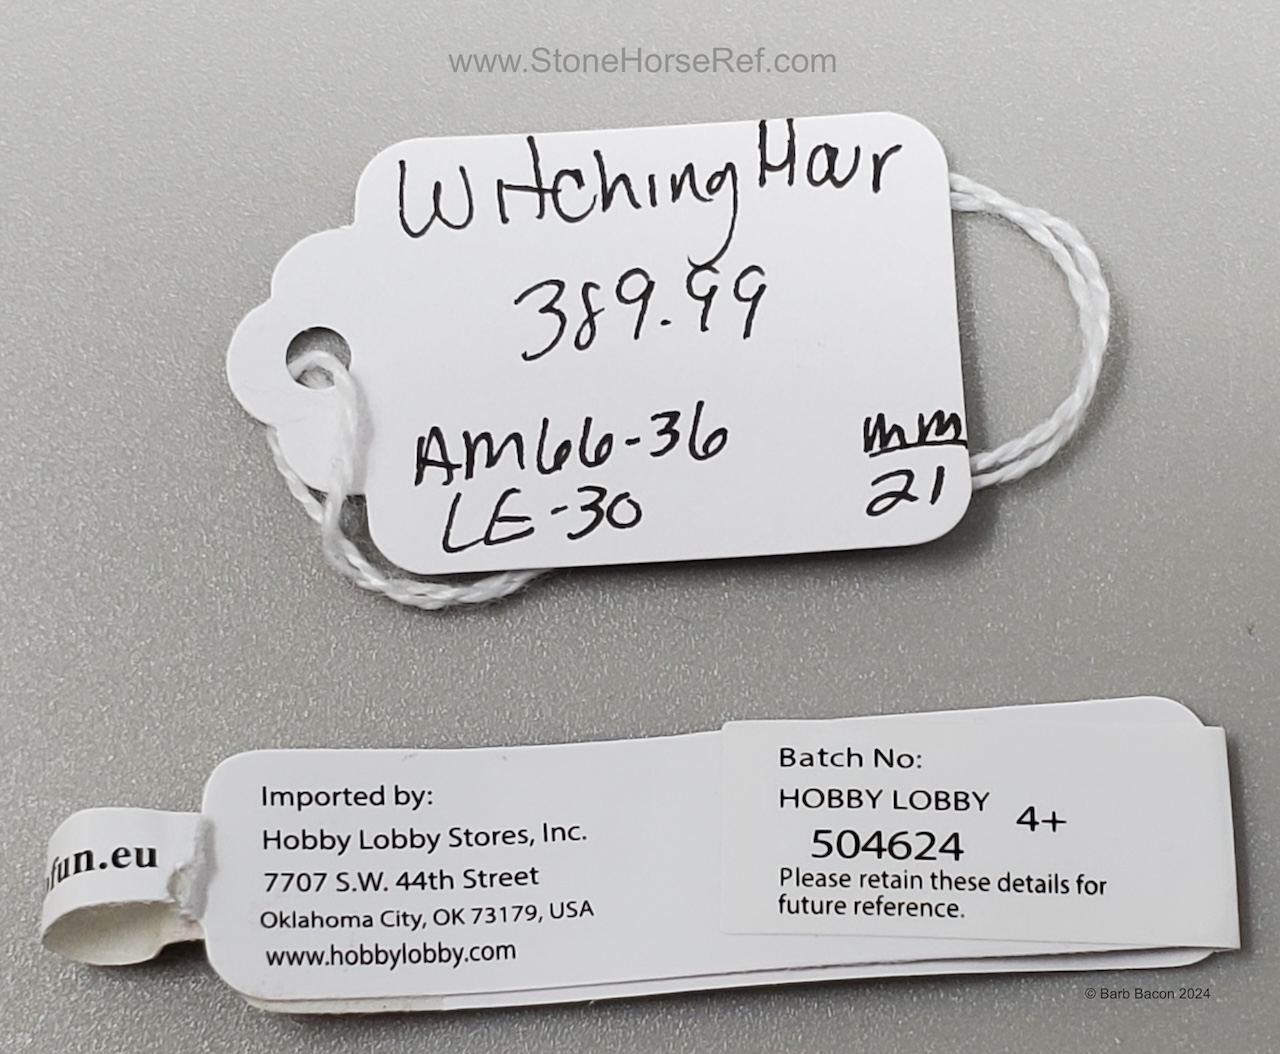 www.StoneHorseRef.com
Witching Hour
389.99
AM66-36
LE-30
mm
21
fun.eu
Imported by:
Hobby Lobby Stores, Inc.
7707 S.W. 44th Street
Oklahoma City, OK 73179, USA
www.hobbylobby.com
Batch No:
HOBBY LOBBY 4+
504624
Please retain these details for
future reference.
© Barb Bacon 2024